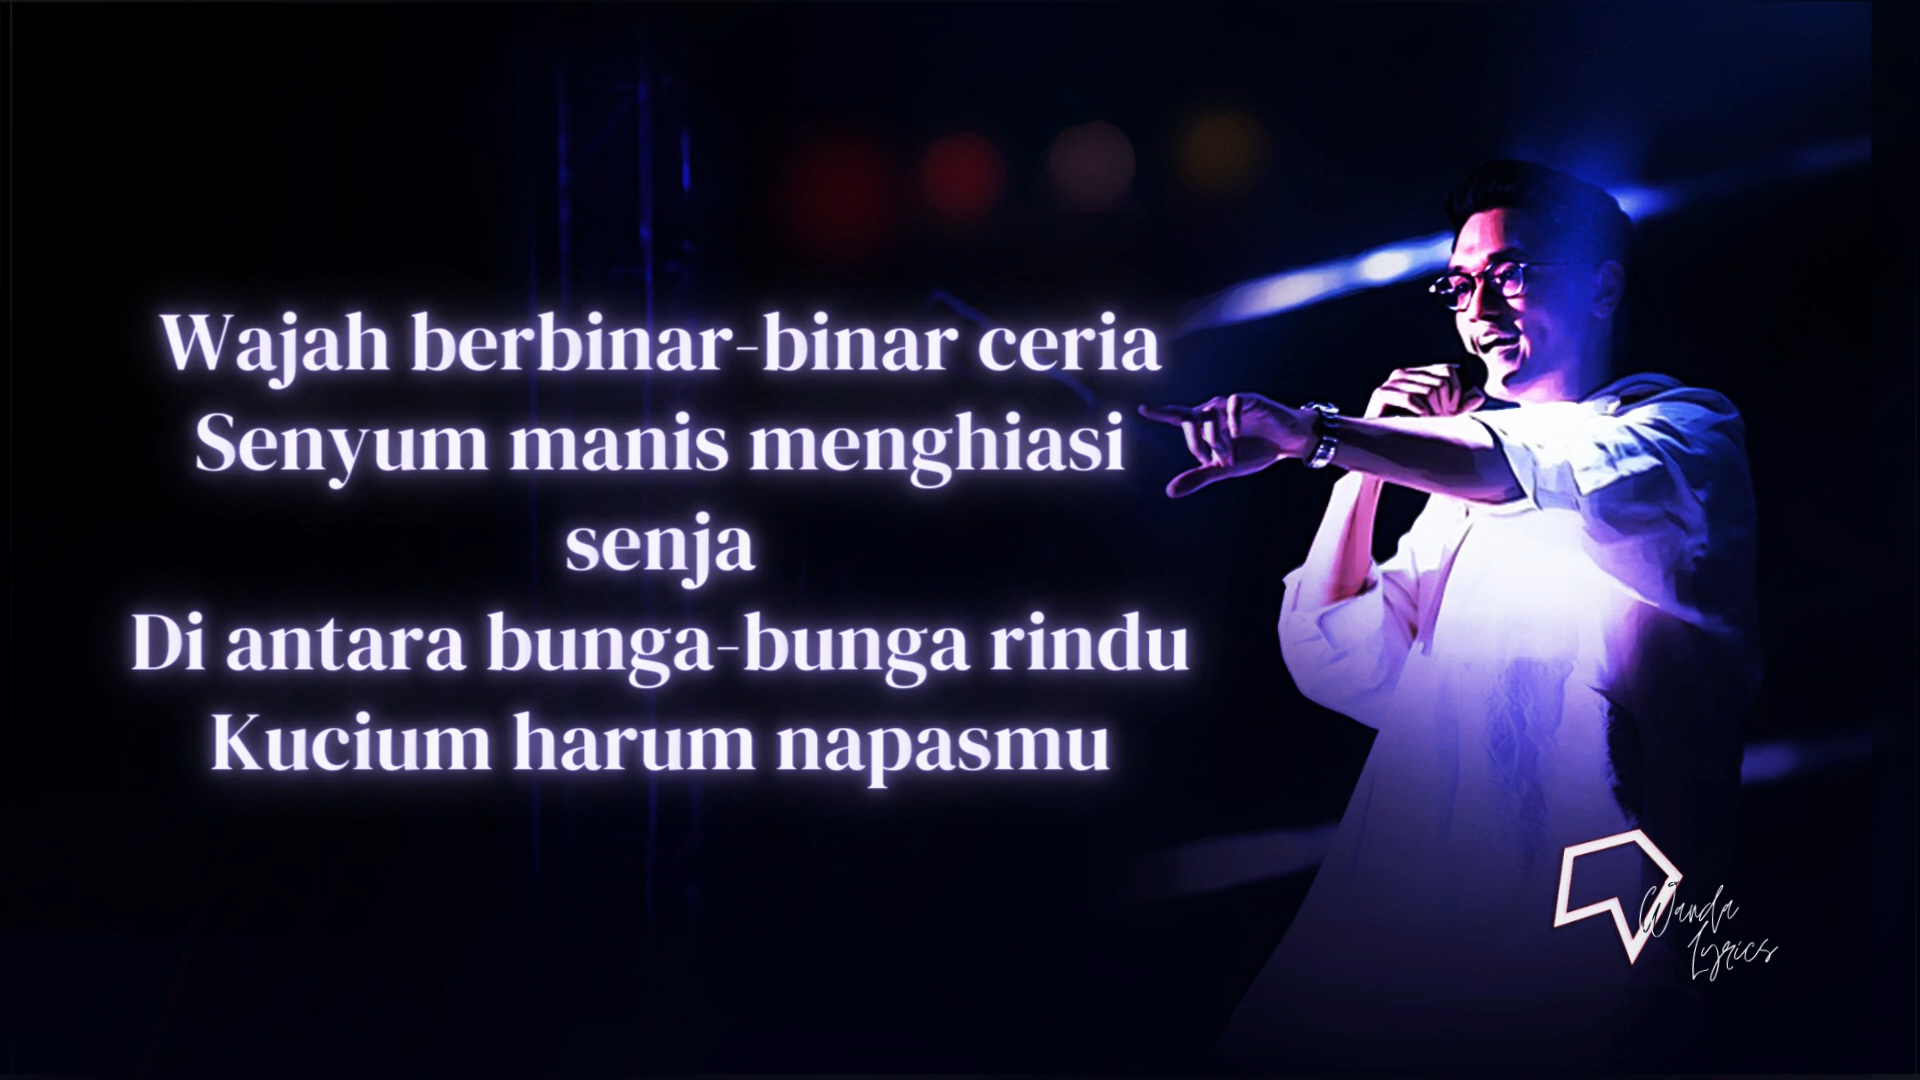 Wajah berbinar-binar ceria
Senyum manis menghiasi
senja
Di antara bunga-bunga rindu
Kucium harum napasmu
Wanda
Lyrics